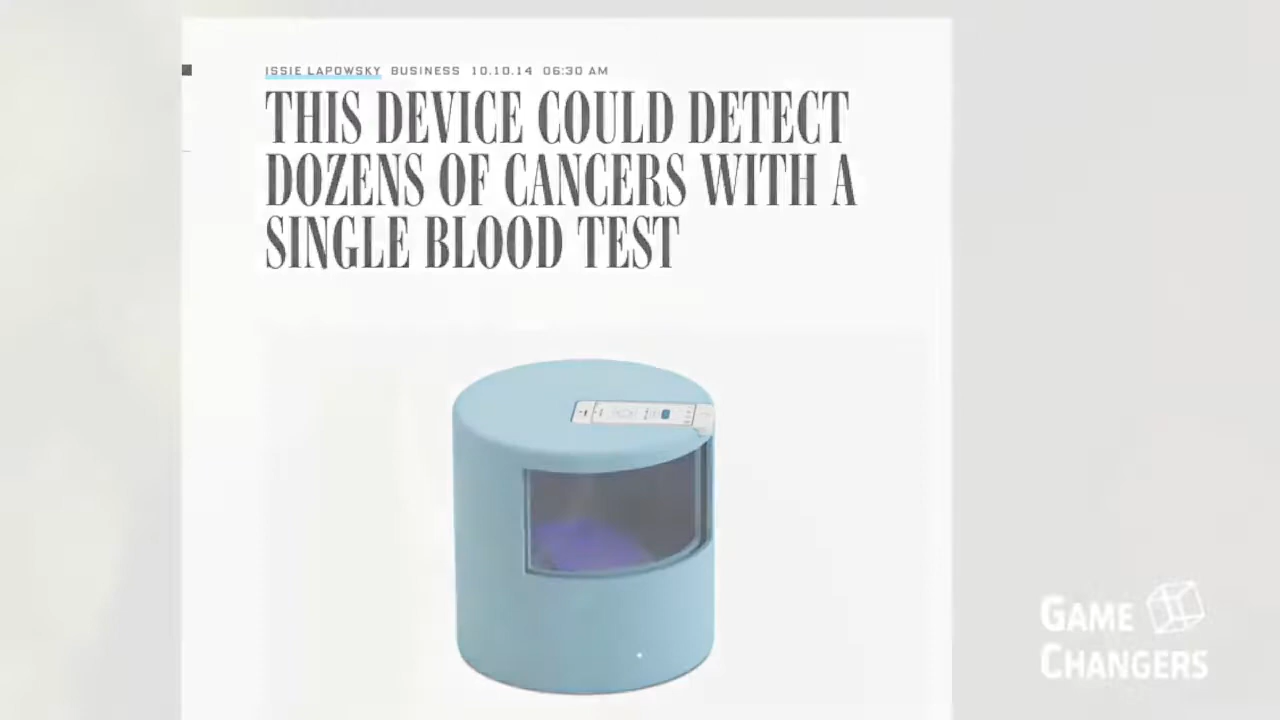 ISSIE LAPOWSKY BUSINESS 10.10.14 06:30 AM
THIS DEVICE COULD DETECT
DOZENS OF CANCERS WITH A
SINGLE BLOOD TEST
GAME
CHANGERS